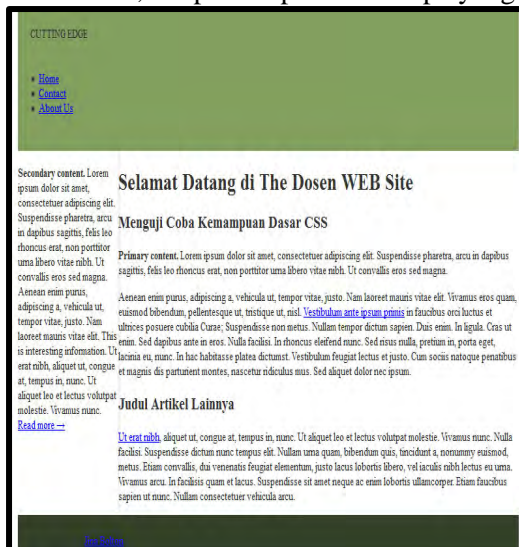 CUTTING EDGE
Home
Contact
About Us
Secondary content. Lorem
ipsum dolor sit amet,
consectetuer adipiscing elit.
Suspendisse pharetra, arcu
in dapibus sagittis, felis leo
rhoncus erat, non porttitor
urna libero vitae nibh. Ut
convallis eros sed magna.
Aenean enim purus,
adipiscing a, vehicula ut,
tempor vitae, justo. Nam
laoreet mauris vitae elit. This
is interesting information. Ut
erat nibh, aliquet ut, congue
at, tempus in, nunc. Ut
aliquet leo et lectus volutpat
molestie. Vivamus nunc.
Read more →
Selamat Datang di The Dosen WEB Site
Menguji Coba Kemampuan Dasar CSS
Primary content. Lorem ipsum dolor sit amet, consectetuer adipiscing elit. Suspendisse pharetra, arcu in dapibus
sagittis, felis leo rhoncus erat, non porttitor urna libero vitae nibh. Ut convallis eros sed magna.
Aenean enim purus, adipiscing a, vehicula ut, tempor vitae, justo. Nam laoreet mauris vitae elit. Vivamus eros quam,
euismod bibendum, pellentesque ut, tristique ut, nisl. Vestibulum ante ipsum primis in faucibus orci luctus et
ultrices posuere cubilia Curae; Suspendisse non metus. Nullam tempor dictum sapien. Duis enim. In ligula. Cras ut
enim. Sed dapibus ante in eros. Nulla facilisi. In rhoncus eleifend nunc. Sed risus nulla, pretium in, porta eget,
lacinia eu, nunc. In hac habitasse platea dictumst. Vestibulum feugiat lectus et justo. Cum sociis natoque penatibus
et magnis dis parturient montes, nascetur ridiculus mus. Sed aliquet dolor nec ipsum.
Judul Artikel Lainnya
Ut erat nibh, aliquet ut, congue at, tempus in, nunc. Ut aliquet leo et lectus volutpat molestie. Vivamus nunc. Nulla
facilisi. Suspendisse dictum nunc tempus elit. Nullam urna quam, bibendum quis, tincidunt a, nonummy euismod,
metus. Etiam convallis, dui venenatis feugiat elementum, justo lacus lobortis libero, vel iaculis nibh lectus eu urna.
Vivamus arcu. In facilisis quam et lacus. Suspendisse sit amet neque ac enim lobortis ullamcorper. Etiam faucibus
sapien ut nunc. Nullam consectetuer vehicula arcu.